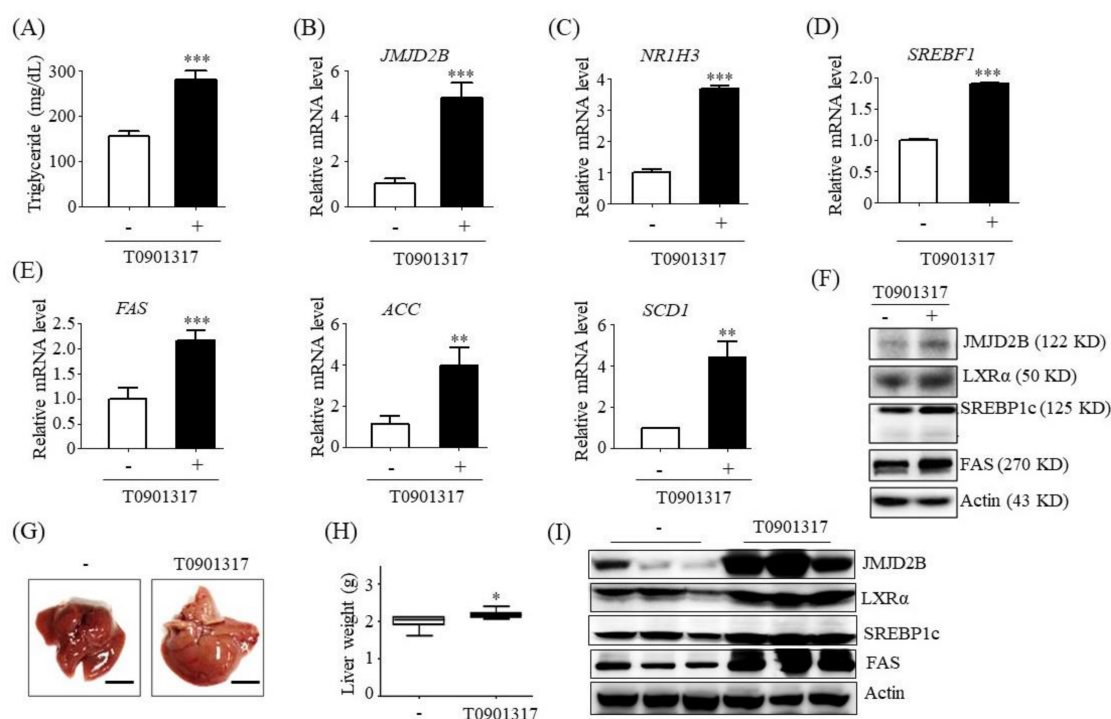 (A)
Triglyceride (mg/dL)
300
200
100
0
***
- +
T0901317
(B)
JMJD2B
Relative mRNA level
6
4
2
0
***
- +
T0901317
(C)
NR1H3
Relative mRNA level
4
3
2
1
0
***
- +
T0901317
(D)
SREBF1
Relative mRNA level
2.0
1.5
1.0
0.5
0.0
***
- +
T0901317
(E)
FAS
Relative mRNA level
2.5
2.0
1.5
1.0
0.5
0.0
***
- +
T0901317
ACC
Relative mRNA level
6
4
2
0
**
- +
T0901317
SCD1
Relative mRNA level
6
4
2
0
**
- +
T0901317
(F)
T0901317
- +
JMJD2B (122 KD)
LXRα (50 KD)
SREBP1c (125 KD)
FAS (270 KD)
Actin (43 KD)
(G)
- T0901317
(H)
Liver weight (g)
3
2
1
0
*
- T0901317
(I)
- T0901317
JMJD2B
LXRα
SREBP1c
FAS
Actin